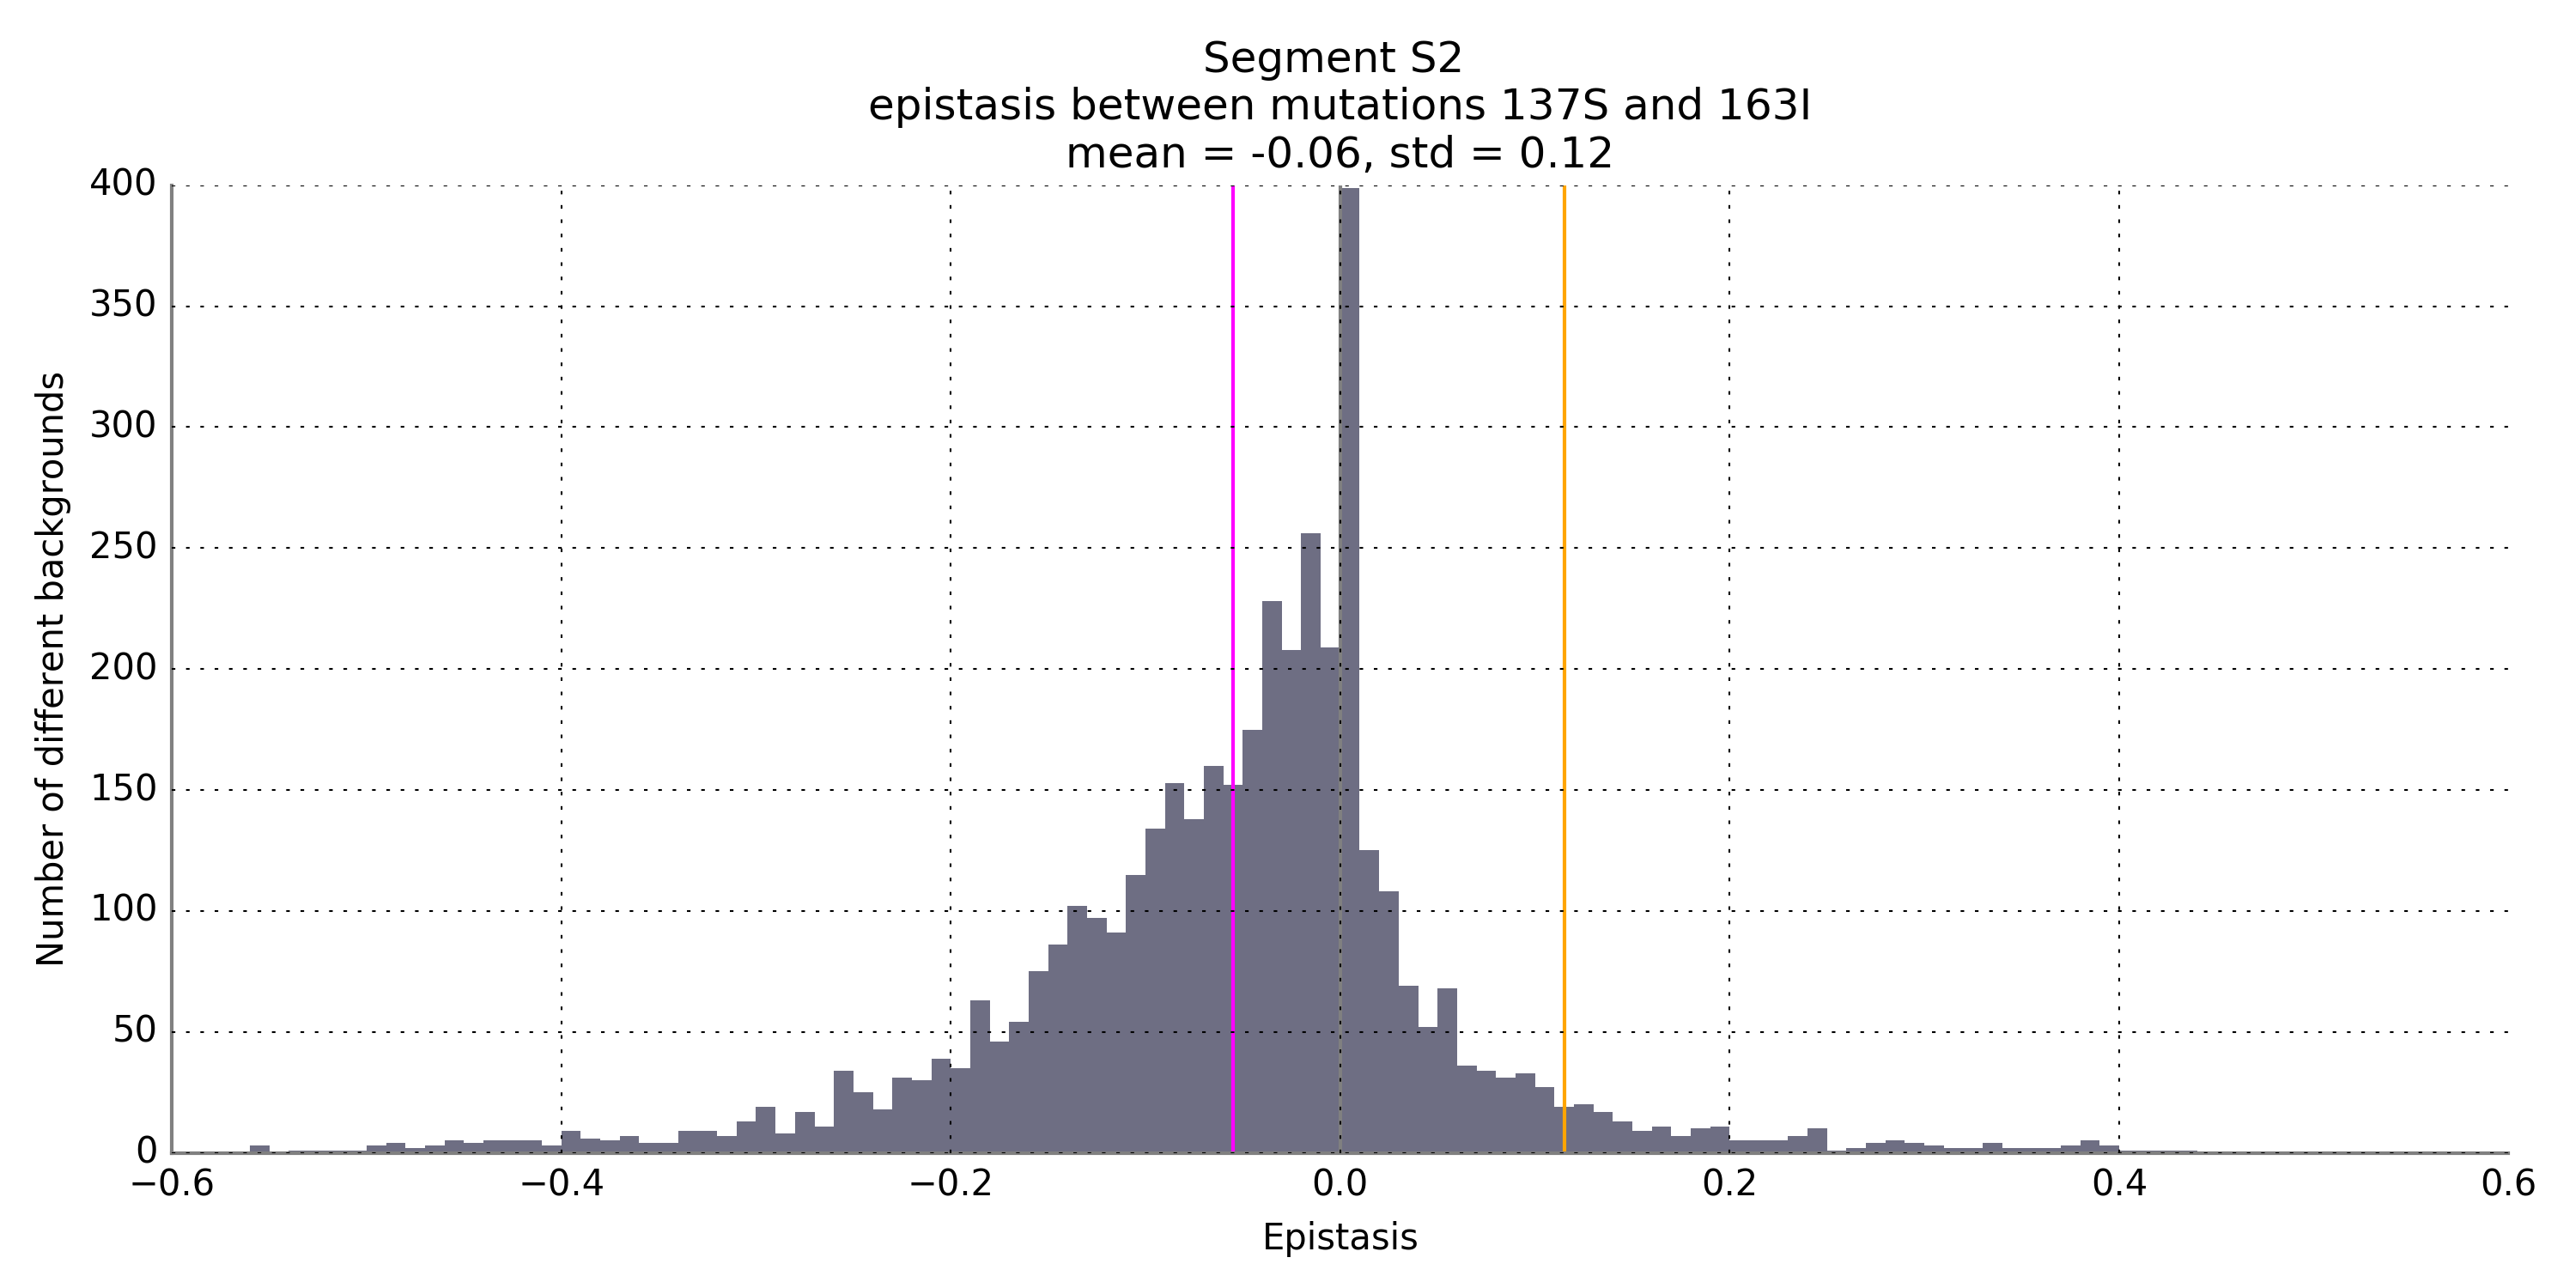 Segment S2
epistasis between mutations 137S and 163I
mean = -0.06, std = 0.12
400
350
300
250
200
150
100
50
0
Number of different backgrounds
−0.6 −0.4 −0.2 0.0 0.2 0.4 0.6
Epistasis